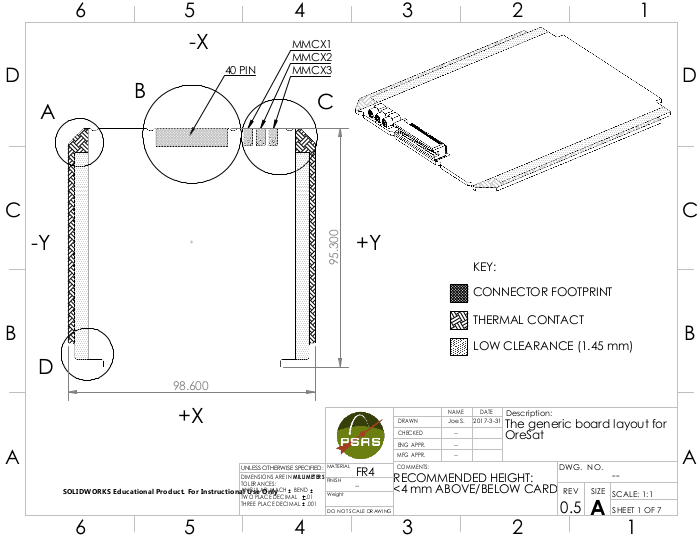 6 5 4 3 2 1
-X
MMCX1
MMCX2
MMCX3
40 PIN
D
D
B
C
A
C
C
-Y
+Y
95.300
KEY:
CONNECTOR FOOTPRINT
THERMAL CONTACT
LOW CLEARANCE (1.45 mm)
B
B
D
98.600
+X
A
A
PSAS
NAME DATE
DRAWN Joe S. 2017-3-31
CHECKED --
ENG APPR. --
MFG APPR. --
Description:
The generic board layout for
OreSat
UNLESS OTHERWISE SPECIFIED:
DIMENSIONS ARE IN MILLIMETERS
TOLERANCES:
BEND ±
TWO PLACE DECIMAL ±.01
THREE PLACE DECIMAL ± .001
SOLIDWORKS Educational Product. For Instructional Use Only
MATERIAL
FR4
FINISH
--
Weight
DO NOT SCALE DRAWING
COMMENTS:
RECOMMENDED HEIGHT:
<4 mm ABOVE/BELOW CARD
DWG. NO.
--
REV
0.5
SIZE
A
SCALE: 1:1
SHEET 1 OF 7
6 5 4 3 2 1